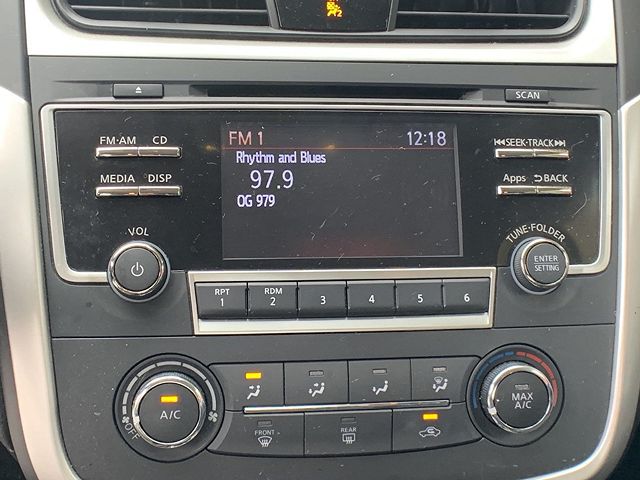 2
SCAN
FM·AM CD
FM 1 12:18
SEEK·TRACK
Rhythm and Blues
97.9
OG 979
MEDIA DISP
Apps BACK
VOL
TUNE·FOLDER
ENTER
SETTING
RPT
1
RDM
2
3
4
5
6
A/C
OFF
MAX
A/C
FRONT
REAR